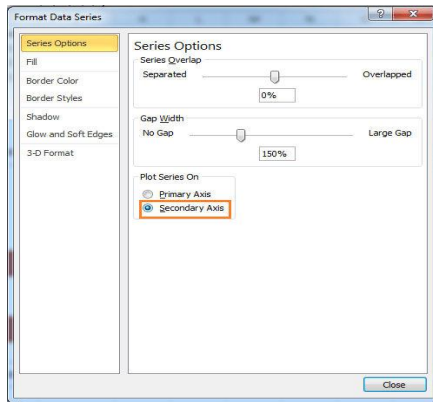 Format Data Series
Series Options
Fill
Border Color
Border Styles
Shadow
Glow and Soft Edges
3-D Format
Series Options
Series Overlap
Separated Overlapped
0%
Gap Width
No Gap Large Gap
150%
Plot Series On
Primary Axis
Secondary Axis
Close